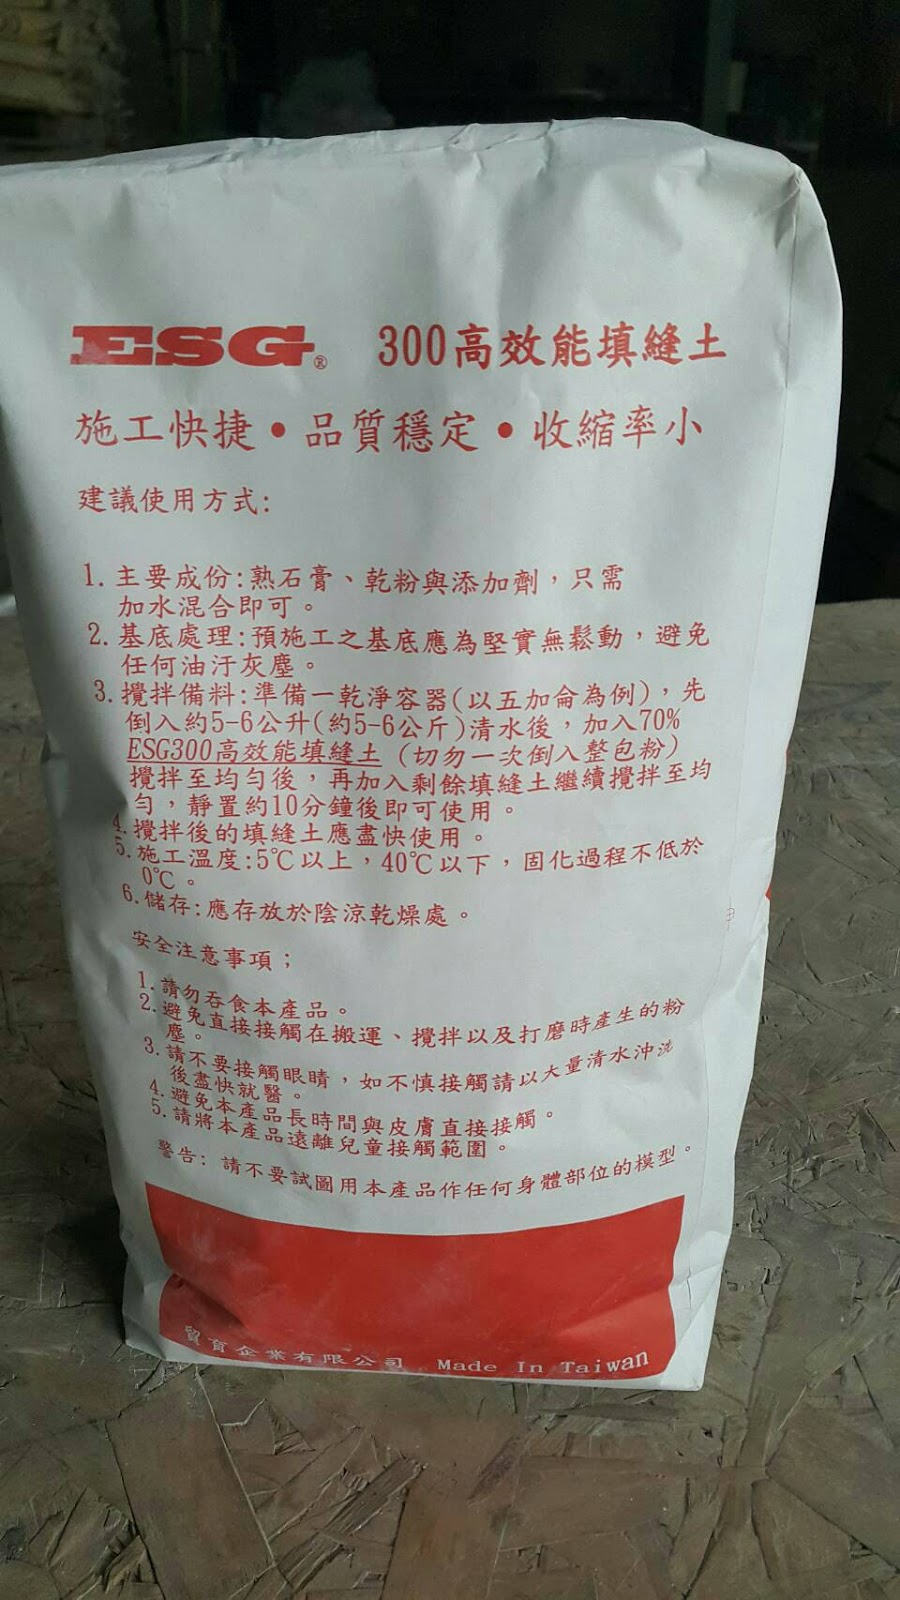 ESG® 300高效能填縫土
施工快捷•品質穩定•收縮率小
建議使用方式:
1.主要成份:熟石膏、乾粉與添加劑，只需
加水混合即可。
2.基底處理:預施工之基底應為堅實無鬆動，避免
任何油汙灰塵。
3.攪拌備料:準備一乾淨容器(以五加侖為例)，先
倒入約5-6公升(約5-6公斤)清水後，加入70%
ESG300高效能填縫土（切勿一次倒入整包粉）
攪拌至均勻後，再加入剩餘填縫土繼續攪拌至均
勻，靜置約10分鐘後即可使用。
4.攪拌後的填縫土應盡快使用。
5.施工溫度:5℃以上，40℃以下，固化過程不低於
0℃。
6.儲存:應存放於陰涼乾燥處。
安全注意事項；
1.請勿吞食本產品。
2.避免直接接觸在搬運、攪拌以及打磨時產生的粉
塵。
3.請不要接觸眼睛，如不慎接觸請以大量清水沖洗
後盡快就醫。
4.避免本產品長時間與皮膚直接接觸。
5.請將本產品遠離兒童接觸範圍。
警告：請不要試圖用本產品作任何身體部位的模型。
貿育企業有限公司 Made In Taiwan